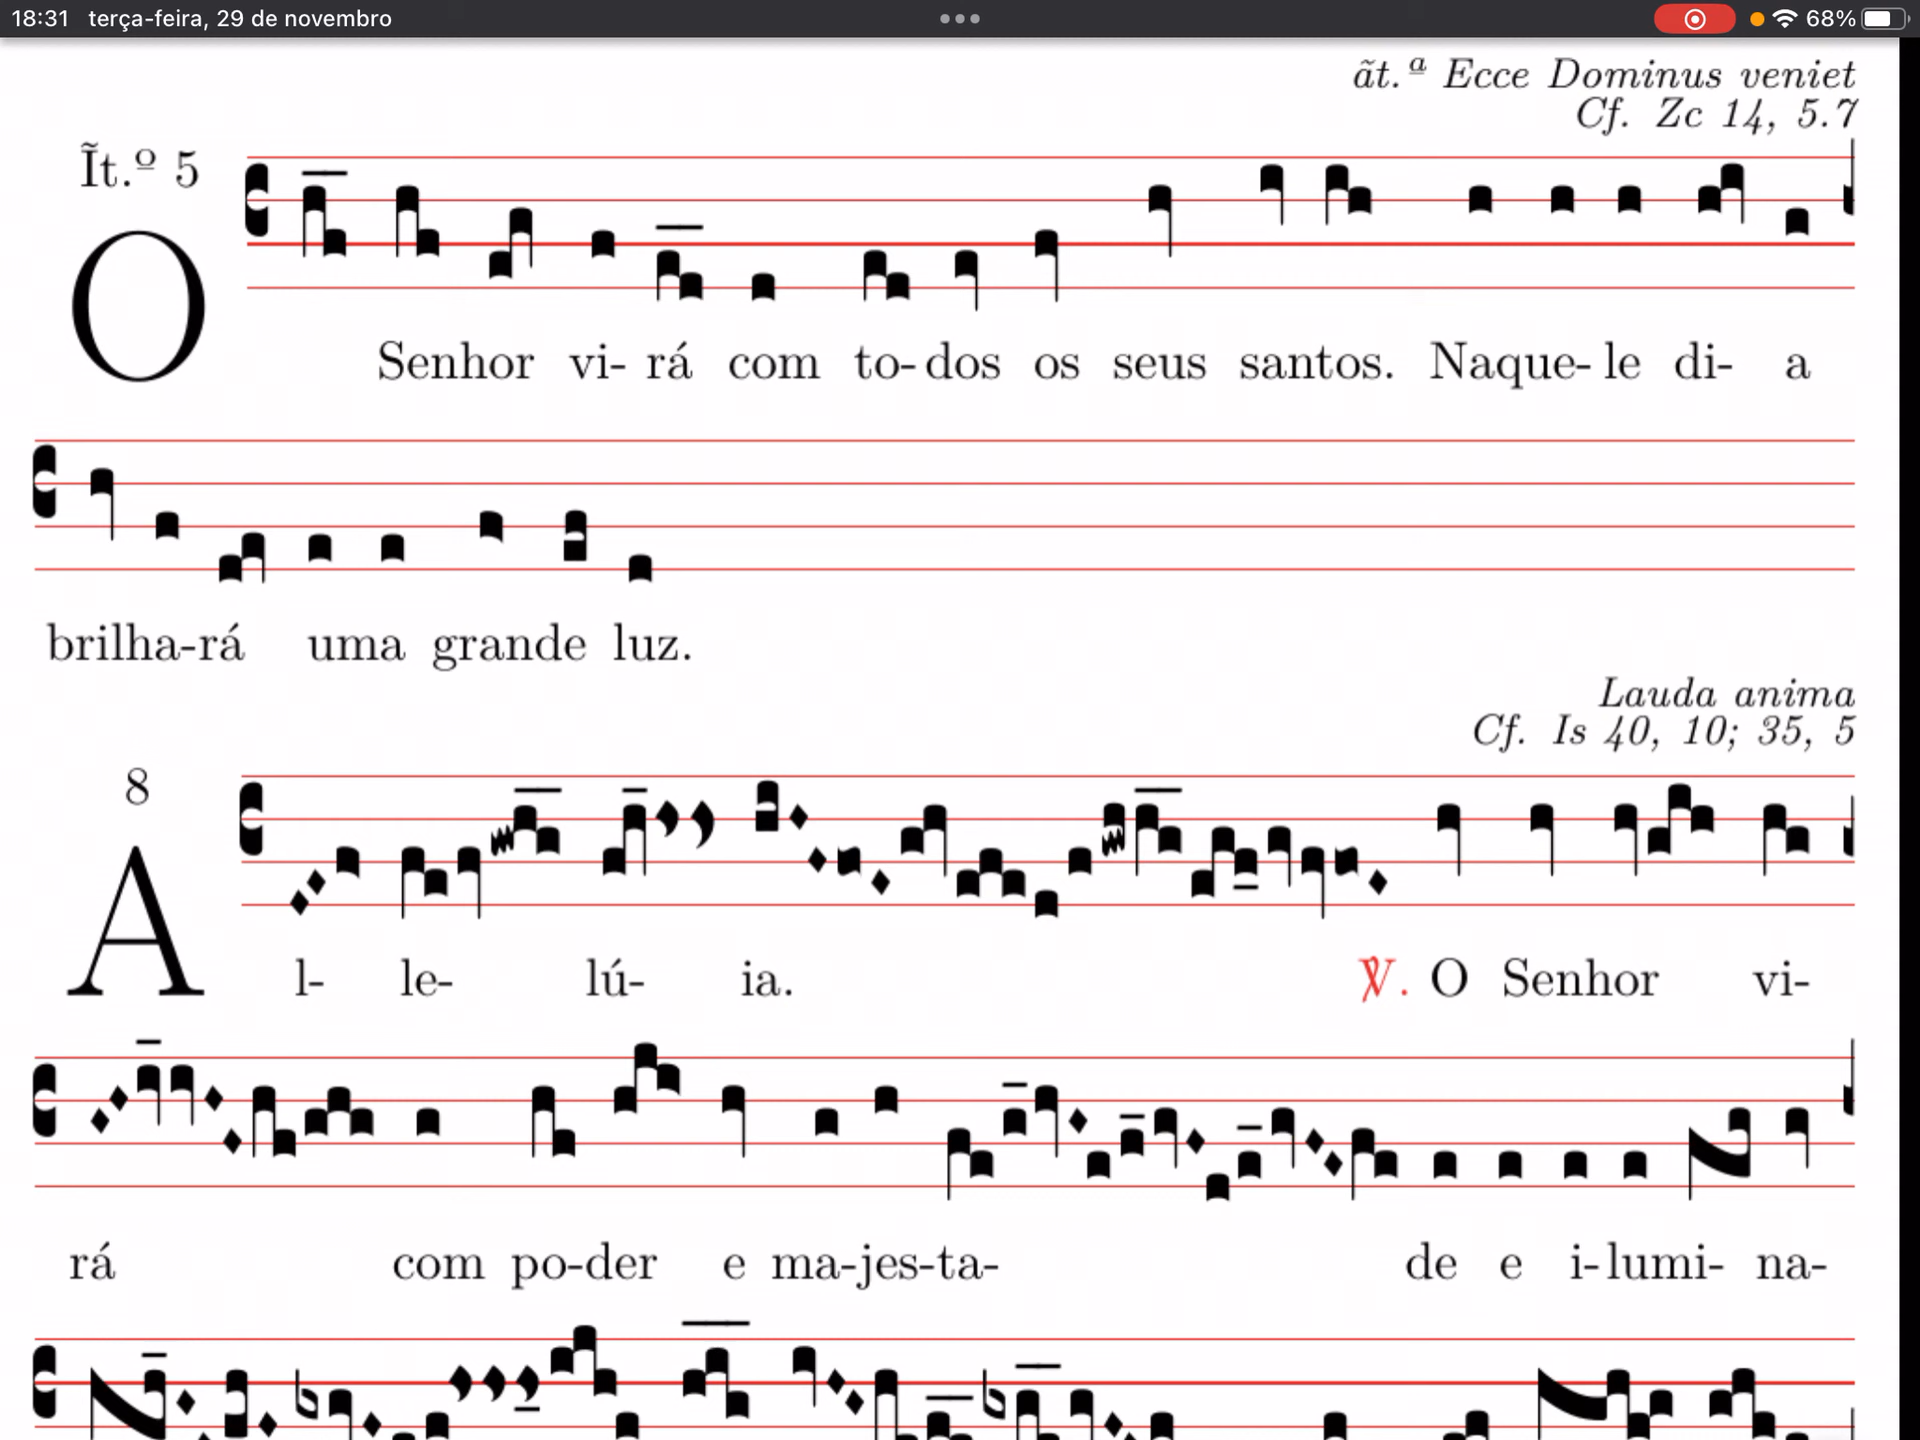 18:31 terça-feira, 29 de novembro 68%
ãt.ª Ecce Dominus veniet
Cf. Zc 14, 5.7
Ĩt.º 5
O Senhor vi- rá com to- dos os seus santos. Naque- le di- a
brilha-rá uma grande luz.
Lauda anima
Cf. Is 40, 10; 35, 5
8
A l- le- lú- ia. ℣. O Senhor vi-
rá com po-der e ma-jes-ta- de e i-lumi- na-